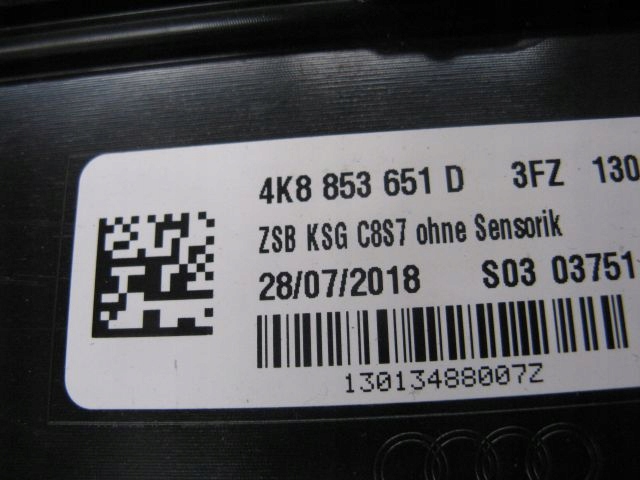 4K8 853 651 D 3FZ 130
ZSB KSG C8S7 ohne Sensorik
28/07/2018 S03 03751
13013488007Z